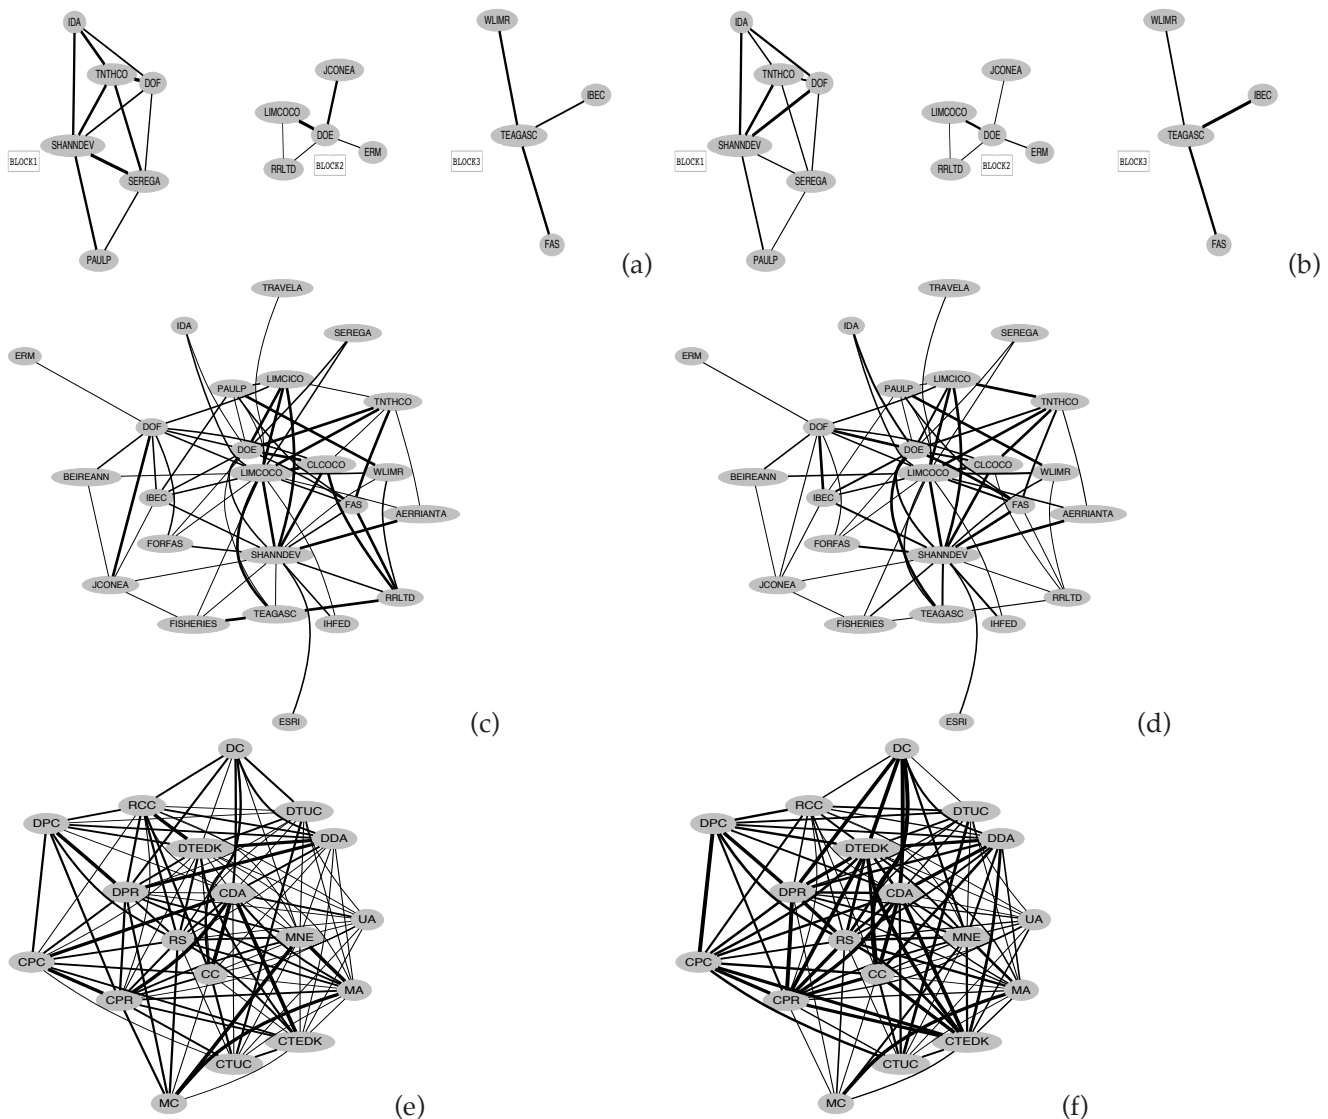 IDA
TNTHCO
DOF
SHANNDEV
BLOCK1
SEREGA
PAULP
JCONEA
LIMCOCO
DOE
ERM
RRLTD
BLOCK2
WLIMR
IBEC
TEAGASC
BLOCK3
FAS
(a)
IDA
TNTHCO
DOF
SHANNDEV
BLOCK1
SEREGA
PAULP
JCONEA
LIMCOCO
DOE
ERM
RRLTD
BLOCK2
WLIMR
IBEC
TEAGASC
BLOCK3
FAS
(b)
TRAVELA
IDA
SEREGA
ERM
PAULP
LIMCICO
TNTHCO
DOF
DOE
CLCOCO
BEIREANN
LIMCOCO
WLIMR
IBEC
FAS
AERRIANTA
FORFAS
SHANNDEV
JCONEA
RRLTD
TEAGASC
FISHERIES
IHFED
ESRI
(c)
TRAVELA
IDA
SEREGA
ERM
PAULP
LIMCICO
TNTHCO
DOF
DOE
CLCOCO
BEIREANN
LIMCOCO
WLIMR
IBEC
FAS
AERRIANTA
FORFAS
SHANNDEV
JCONEA
RRLTD
TEAGASC
FISHERIES
IHFED
ESRI
(d)
DC
RCC
DTUC
DPC
DDA
DTEDK
DPR
CDA
UA
RS
MNE
CPC
CC
MA
CPR
CTEDK
CTUC
MC
(e)
DC
RCC
DTUC
DPC
DDA
DTEDK
DPR
CDA
UA
RS
MNE
CPC
CC
MA
CPR
CTEDK
CTUC
MC
(f)